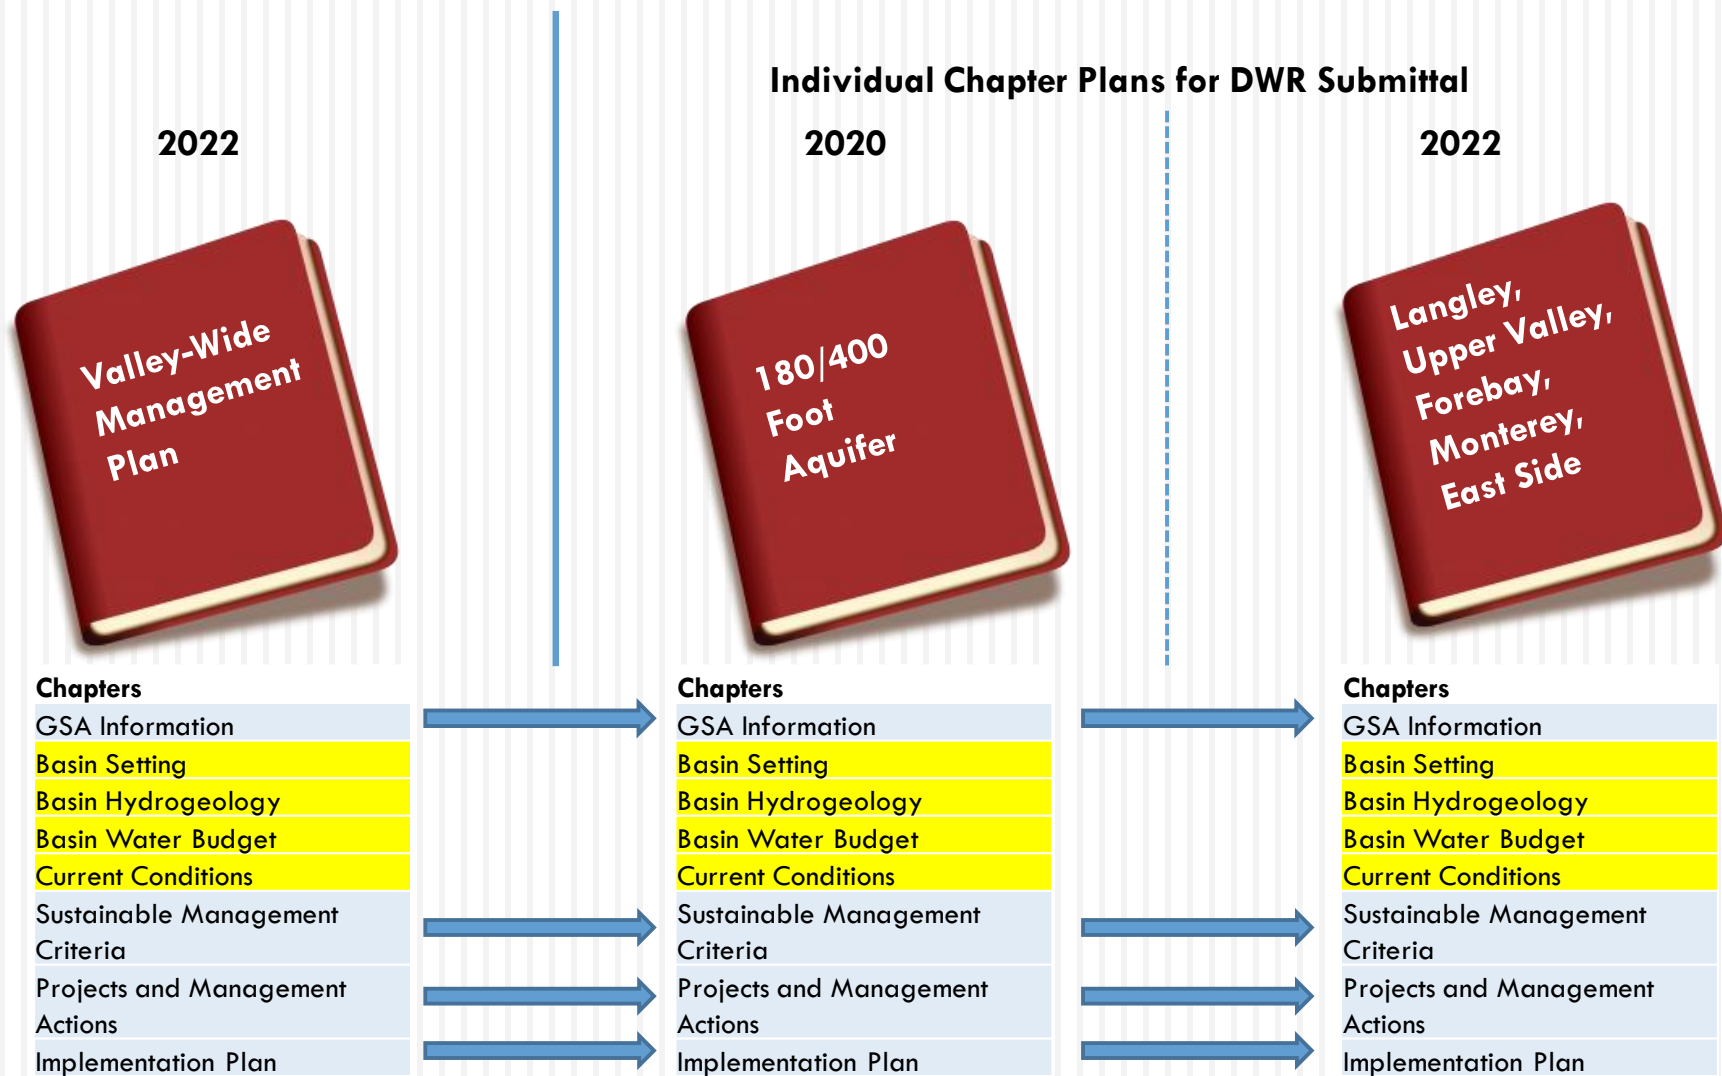 Individual Chapter Plans for DWR Submittal
2022
2020
2022
Valley-Wide
Management
Plan
180/400
Foot
Aquifer
Langley,
Upper Valley,
Forebay,
Monterey,
East Side
Chapters
GSA Information
Basin Setting
Basin Hydrogeology
Basin Water Budget
Current Conditions
Sustainable Management
Criteria
Projects and Management
Actions
Implementation Plan
Chapters
GSA Information
Basin Setting
Basin Hydrogeology
Basin Water Budget
Current Conditions
Sustainable Management
Criteria
Projects and Management
Actions
Implementation Plan
Chapters
GSA Information
Basin Setting
Basin Hydrogeology
Basin Water Budget
Current Conditions
Sustainable Management
Criteria
Projects and Management
Actions
Implementation Plan